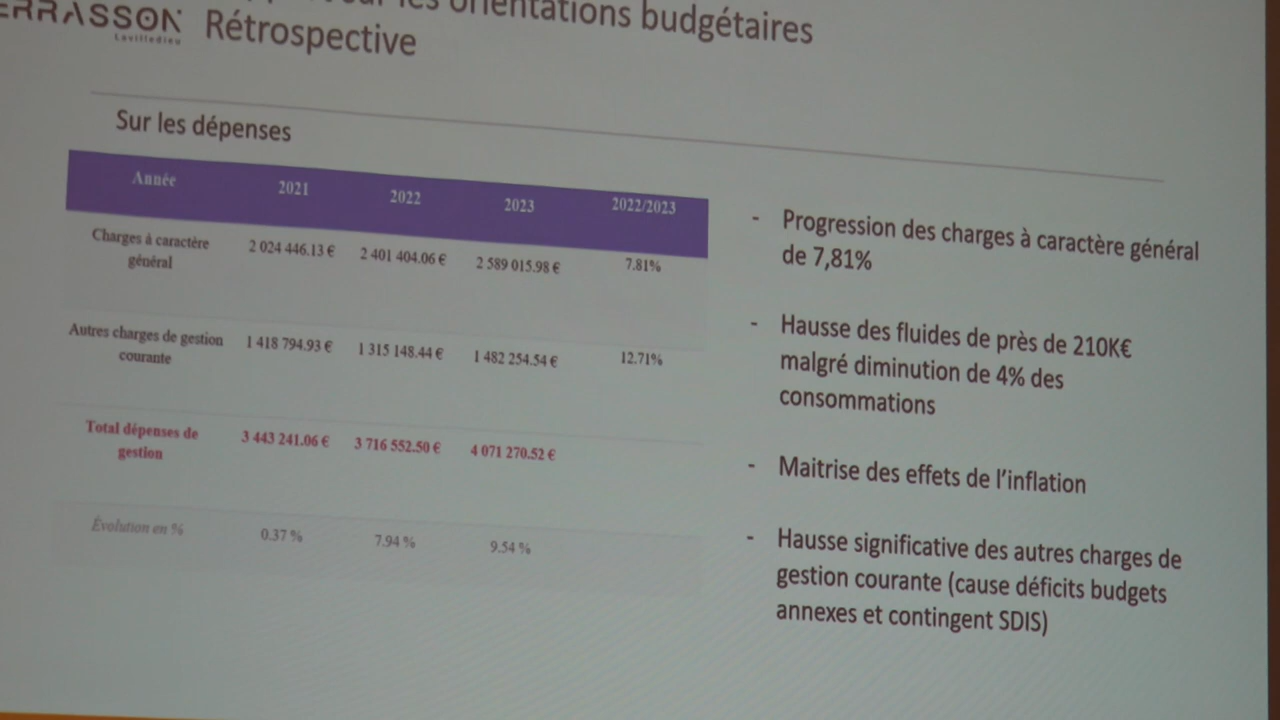 ERRASSON
Lavilledieu
les orientations budgétaires
Rétrospective
Sur les dépenses
Année 2021 2022 2023 2022/2023
Charges à caractère
général 2 024 446.13 € 2 401 404.06 € 2 589 015.98 € 7.81%
Autres charges de gestion
courante 1 418 794.93 € 1 315 148.44 € 1 482 254.54 € 12.71%
Total dépenses de
gestion 3 443 241.06 € 3 716 552.50 € 4 071 270.52 €
Évolution en % 0.37 % 7.94 % 9.54 %
- Progression des charges à caractère général
de 7,81%
- Hausse des fluides de près de 210K€
malgré diminution de 4% des
consommations
- Maitrise des effets de l'inflation
- Hausse significative des autres charges de
gestion courante (cause déficits budgets
annexes et contingent SDIS)